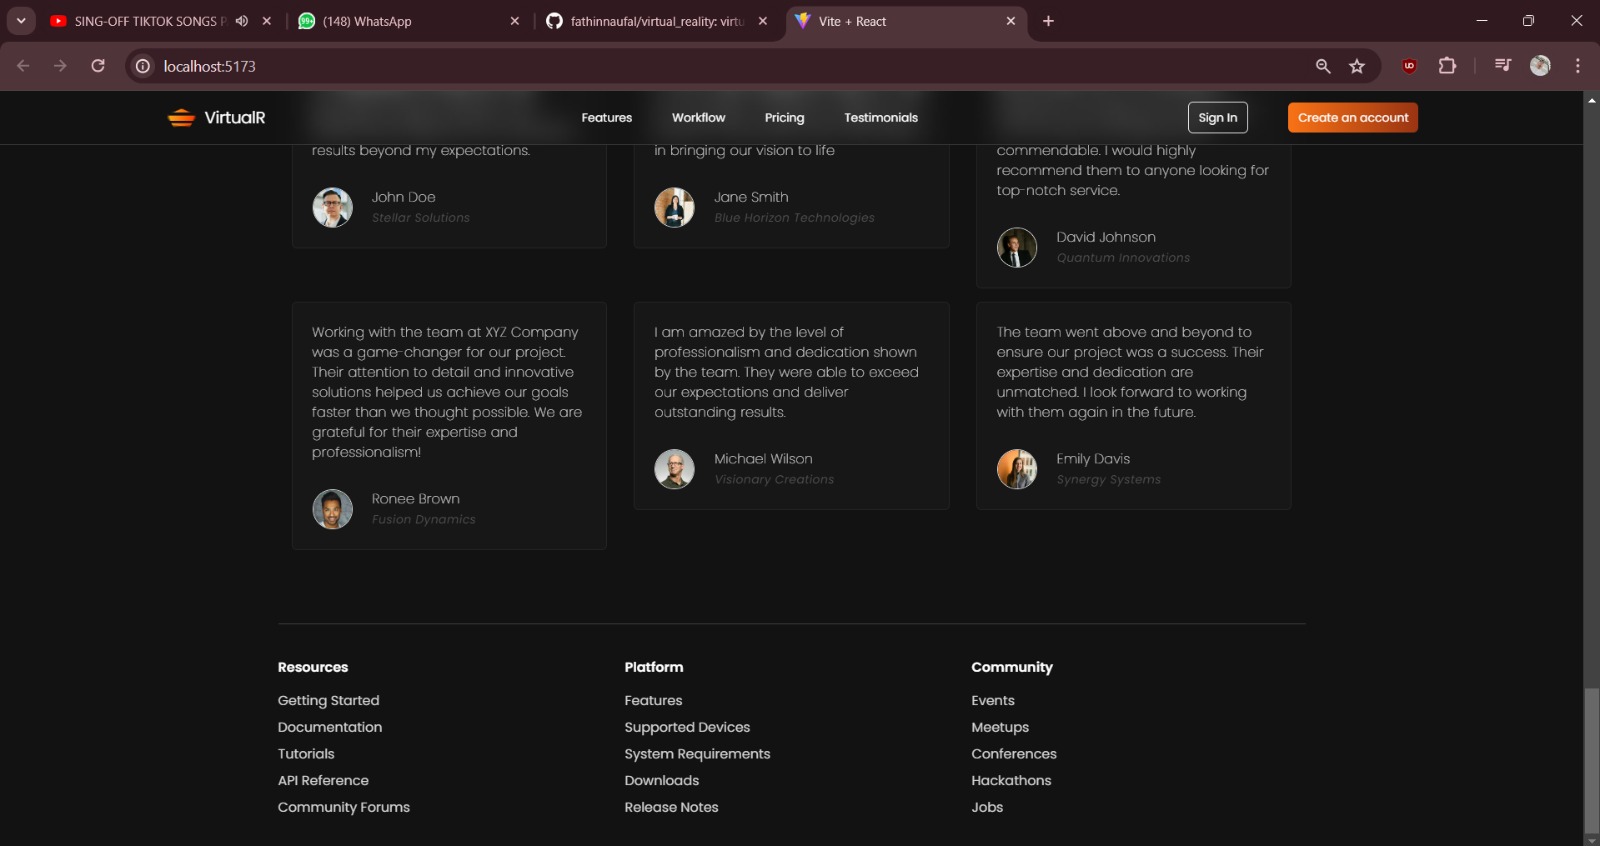 SING-OFF TIKTOK SONGS P
(148) WhatsApp
fathinnaufal/virtual_reality: virtu
Vite + React
localhost:5173
VirtualR
Features
Workflow
Pricing
Testimonials
Sign In
Create an account
results beyond my expectations.
John Doe
Stellar Solutions
in bringing our vision to life
Jane Smith
Blue Horizon Technologies
commendable. I would highly
recommend them to anyone looking for
top-notch service.
David Johnson
Quantum Innovations
Working with the team at XYZ Company
was a game-changer for our project.
Their attention to detail and innovative
solutions helped us achieve our goals
faster than we thought possible. We are
grateful for their expertise and
professionalism!
Ronee Brown
Fusion Dynamics
I am amazed by the level of
professionalism and dedication shown
by the team. They were able to exceed
our expectations and deliver
outstanding results.
Michael Wilson
Visionary Creations
The team went above and beyond to
ensure our project was a success. Their
expertise and dedication are
unmatched. I look forward to working
with them again in the future.
Emily Davis
Synergy Systems
Resources
Getting Started
Documentation
Tutorials
API Reference
Community Forums
Platform
Features
Supported Devices
System Requirements
Downloads
Release Notes
Community
Events
Meetups
Conferences
Hackathons
Jobs